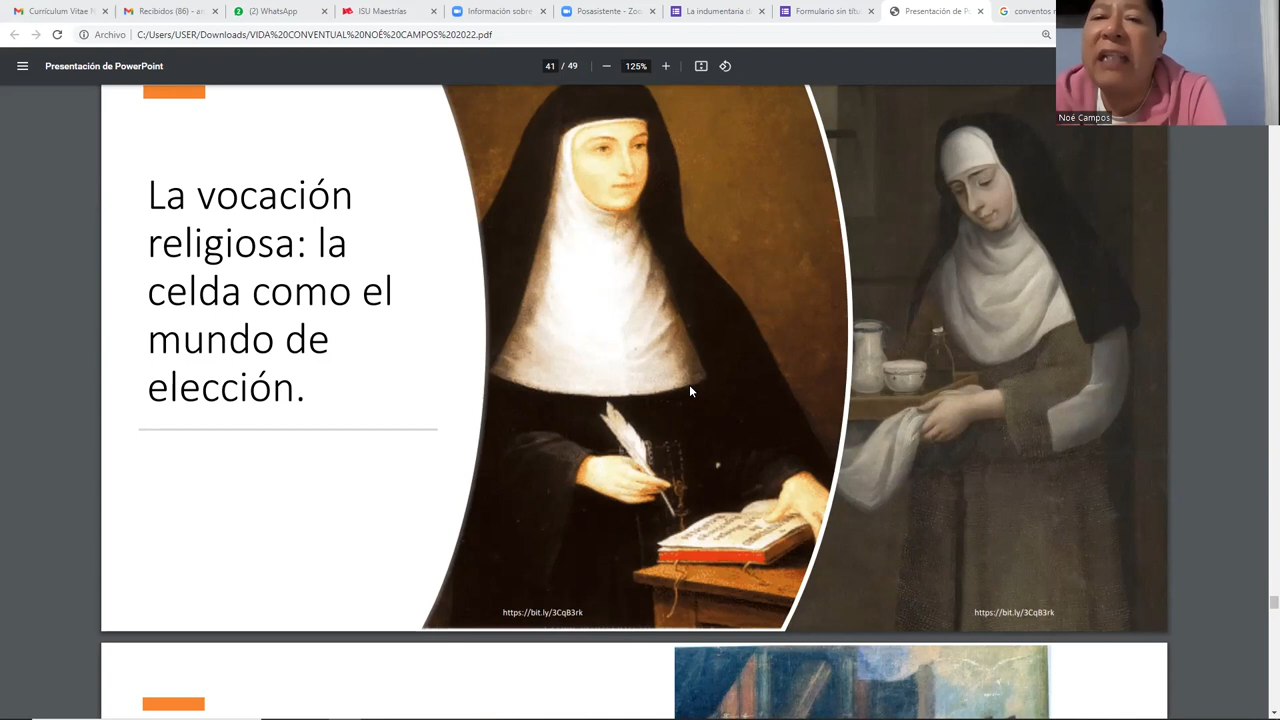 Currículum Vitae N
Recibidos (86) - an
(2) WhatsApp
ISU Maestrías
Información sobre
Posasistente - Zoo
La indumentaria d
Formulario sin títu
Presentación de P
conventos n
Archivo
C:/Users/USER/Downloads/VIDA%20CONVENTUAL%20NOÉ%20CAMPOS%202022.pdf
Presentación de PowerPoint
41 / 49
125%
Noé Campos
La vocación
religiosa: la
celda como el
mundo de
elección.
https://bit.ly/3CqB3rk
https://bit.ly/3CqB3rk